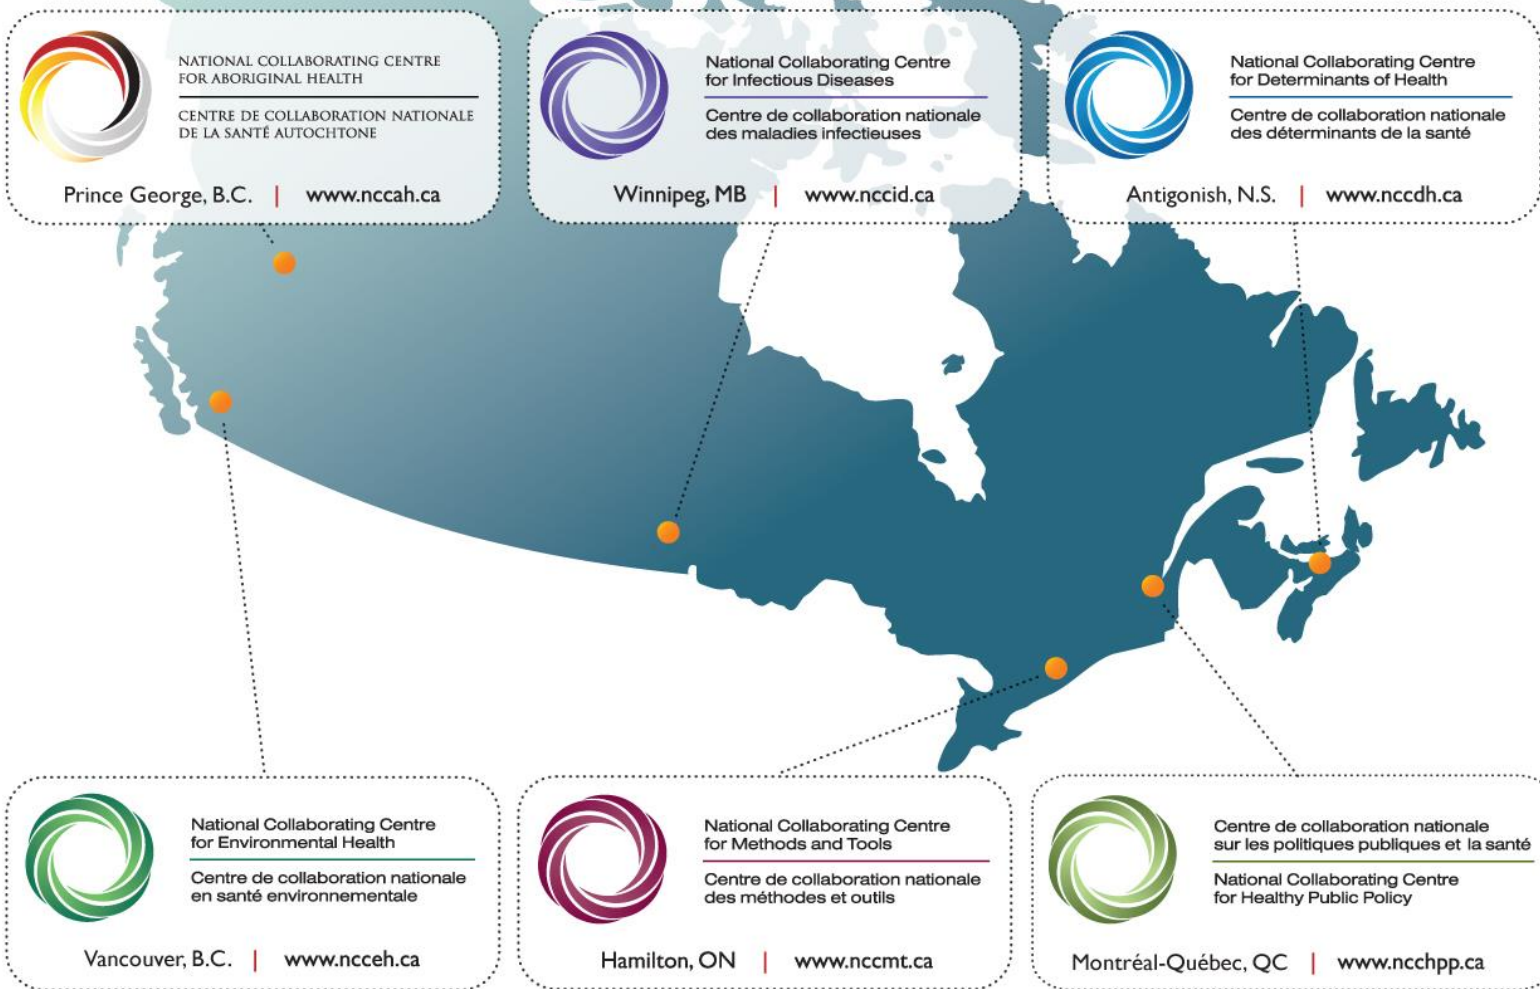 NATIONAL COLLABORATING CENTRE
FOR ABORIGINAL HEALTH
CENTRE DE COLLABORATION NATIONALE
DE LA SANTÉ AUTOCHTONE
Prince George, B.C. | www.nccah.ca
National Collaborating Centre
for Infectious Diseases
Centre de collaboration nationale
des maladies infectieuses
Winnipeg, MB | www.nccid.ca
National Collaborating Centre
for Determinants of Health
Centre de collaboration nationale
des déterminants de la santé
Antigonish, N.S. | www.nccdh.ca
National Collaborating Centre
for Environmental Health
Centre de collaboration nationale
en santé environnementale
Vancouver, B.C. | www.ncceh.ca
National Collaborating Centre
for Methods and Tools
Centre de collaboration nationale
des méthodes et outils
Hamilton, ON | www.nccmt.ca
Centre de collaboration nationale
sur les politiques publiques et la santé
National Collaborating Centre
for Healthy Public Policy
Montréal-Québec, QC | www.ncchpp.ca